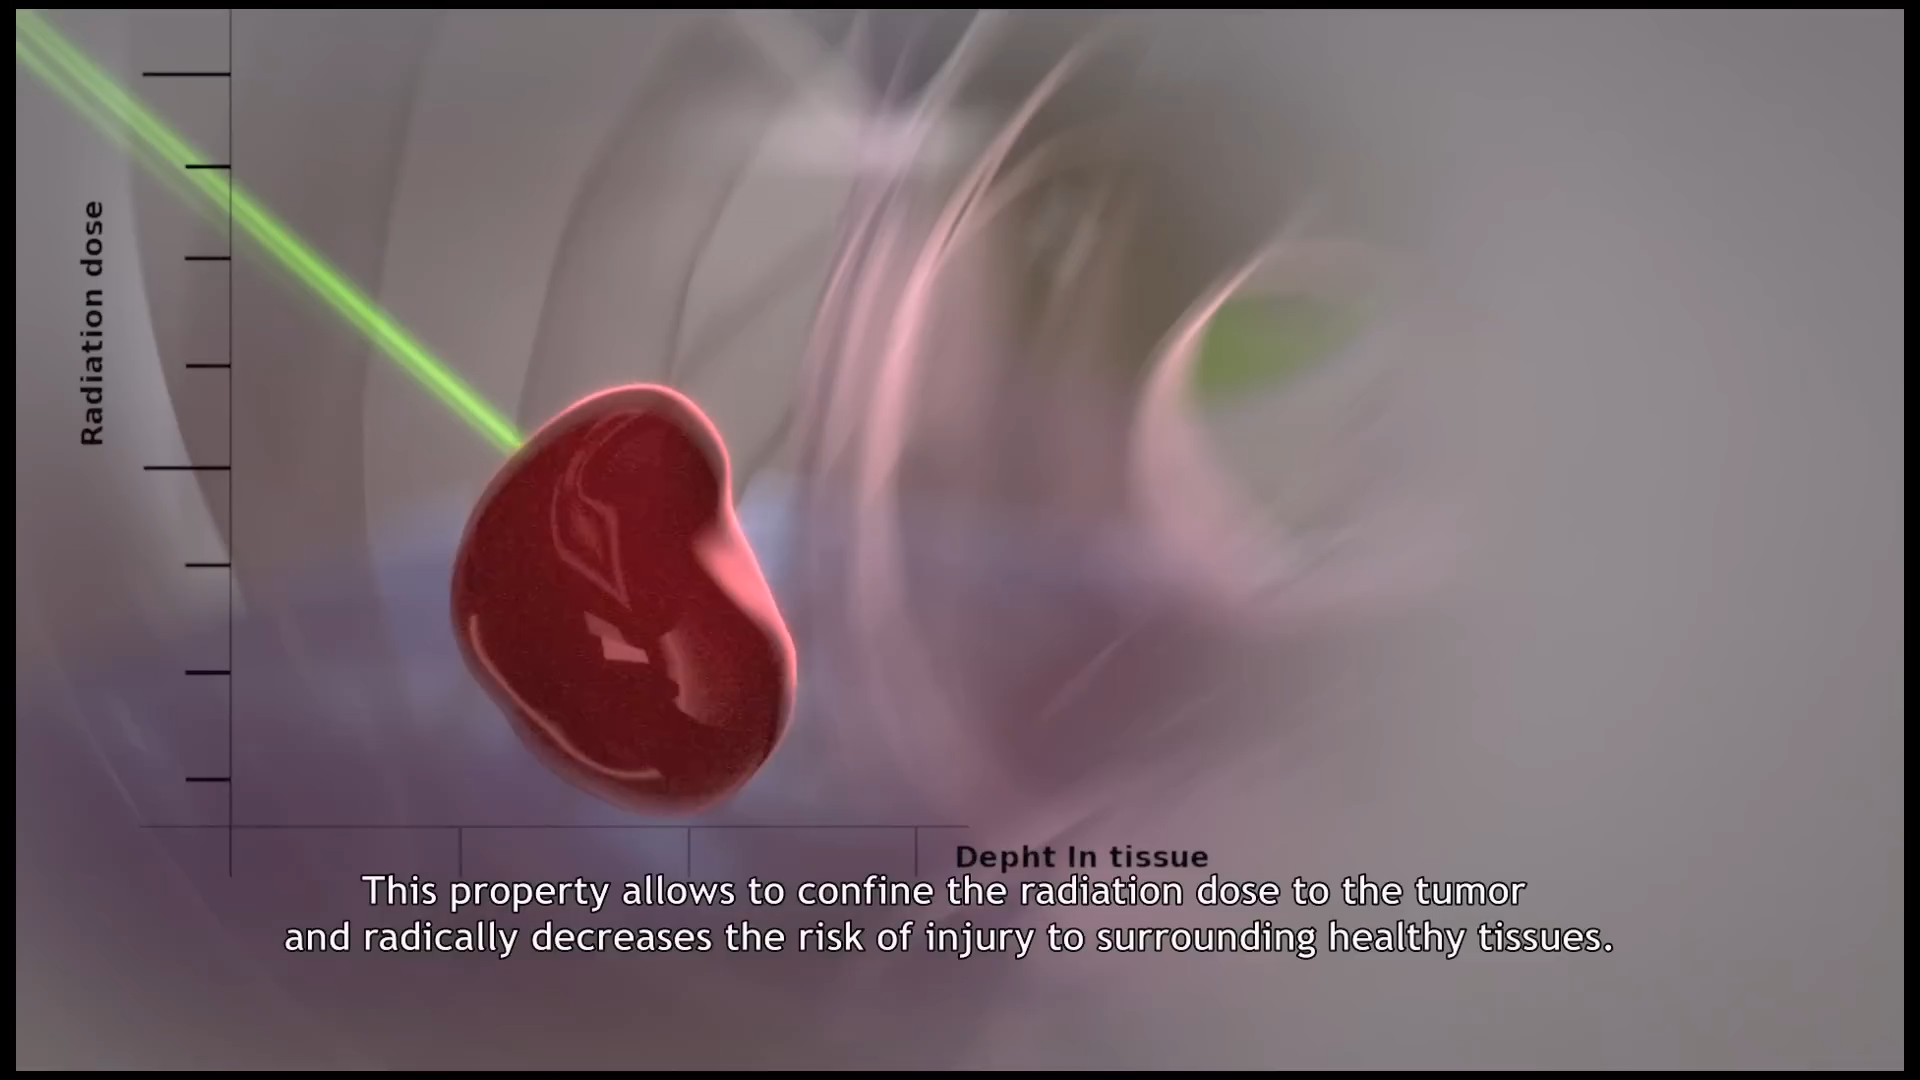 Radiation dose
Depht In tissue
This property allows to confine the radiation dose to the tumor
and radically decreases the risk of injury to surrounding healthy tissues.